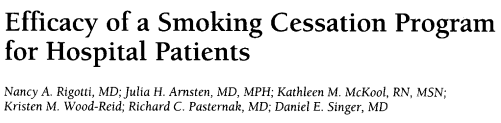 Efficacy of a Smoking Cessation Program
for Hospital Patients
Nancy A. Rigotti, MD; Julia H. Arnsten, MD, MPH; Kathleen M. McKool, RN, MSN;
Kristen M. Wood-Reid; Richard C. Pasternak, MD; Daniel E. Singer, MD